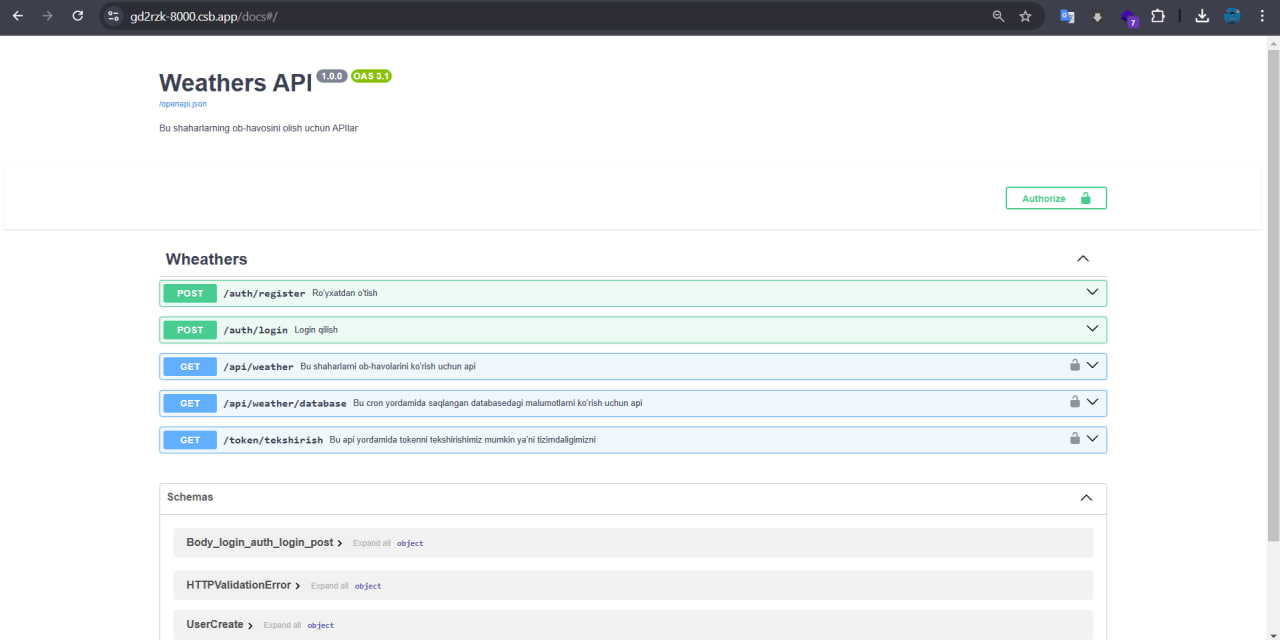 gd2rzk-8000.csb.app/docs#/
7
Weathers API 1.0.0 OAS 3.1
/openapi.json
Bu shaharlarning ob-havosini olish uchun APIlar
Authorize
Wheathers
POST /auth/register Ro'yxatdan o'tish
POST /auth/login Login qilish
GET /api/weather Bu shaharlarni ob-havolarini ko'rish uchun api
GET /api/weather/database Bu cron yordamida saqlangan databasedagi malumotlarni ko'rish uchun api
GET /token/tekshirish Bu api yordamida tokenni tekshirishimiz mumkin ya'ni tizimdaligimizni
Schemas
Body_login_auth_login_post Expand all object
HTTPValidationError Expand all object
UserCreate Expand all object